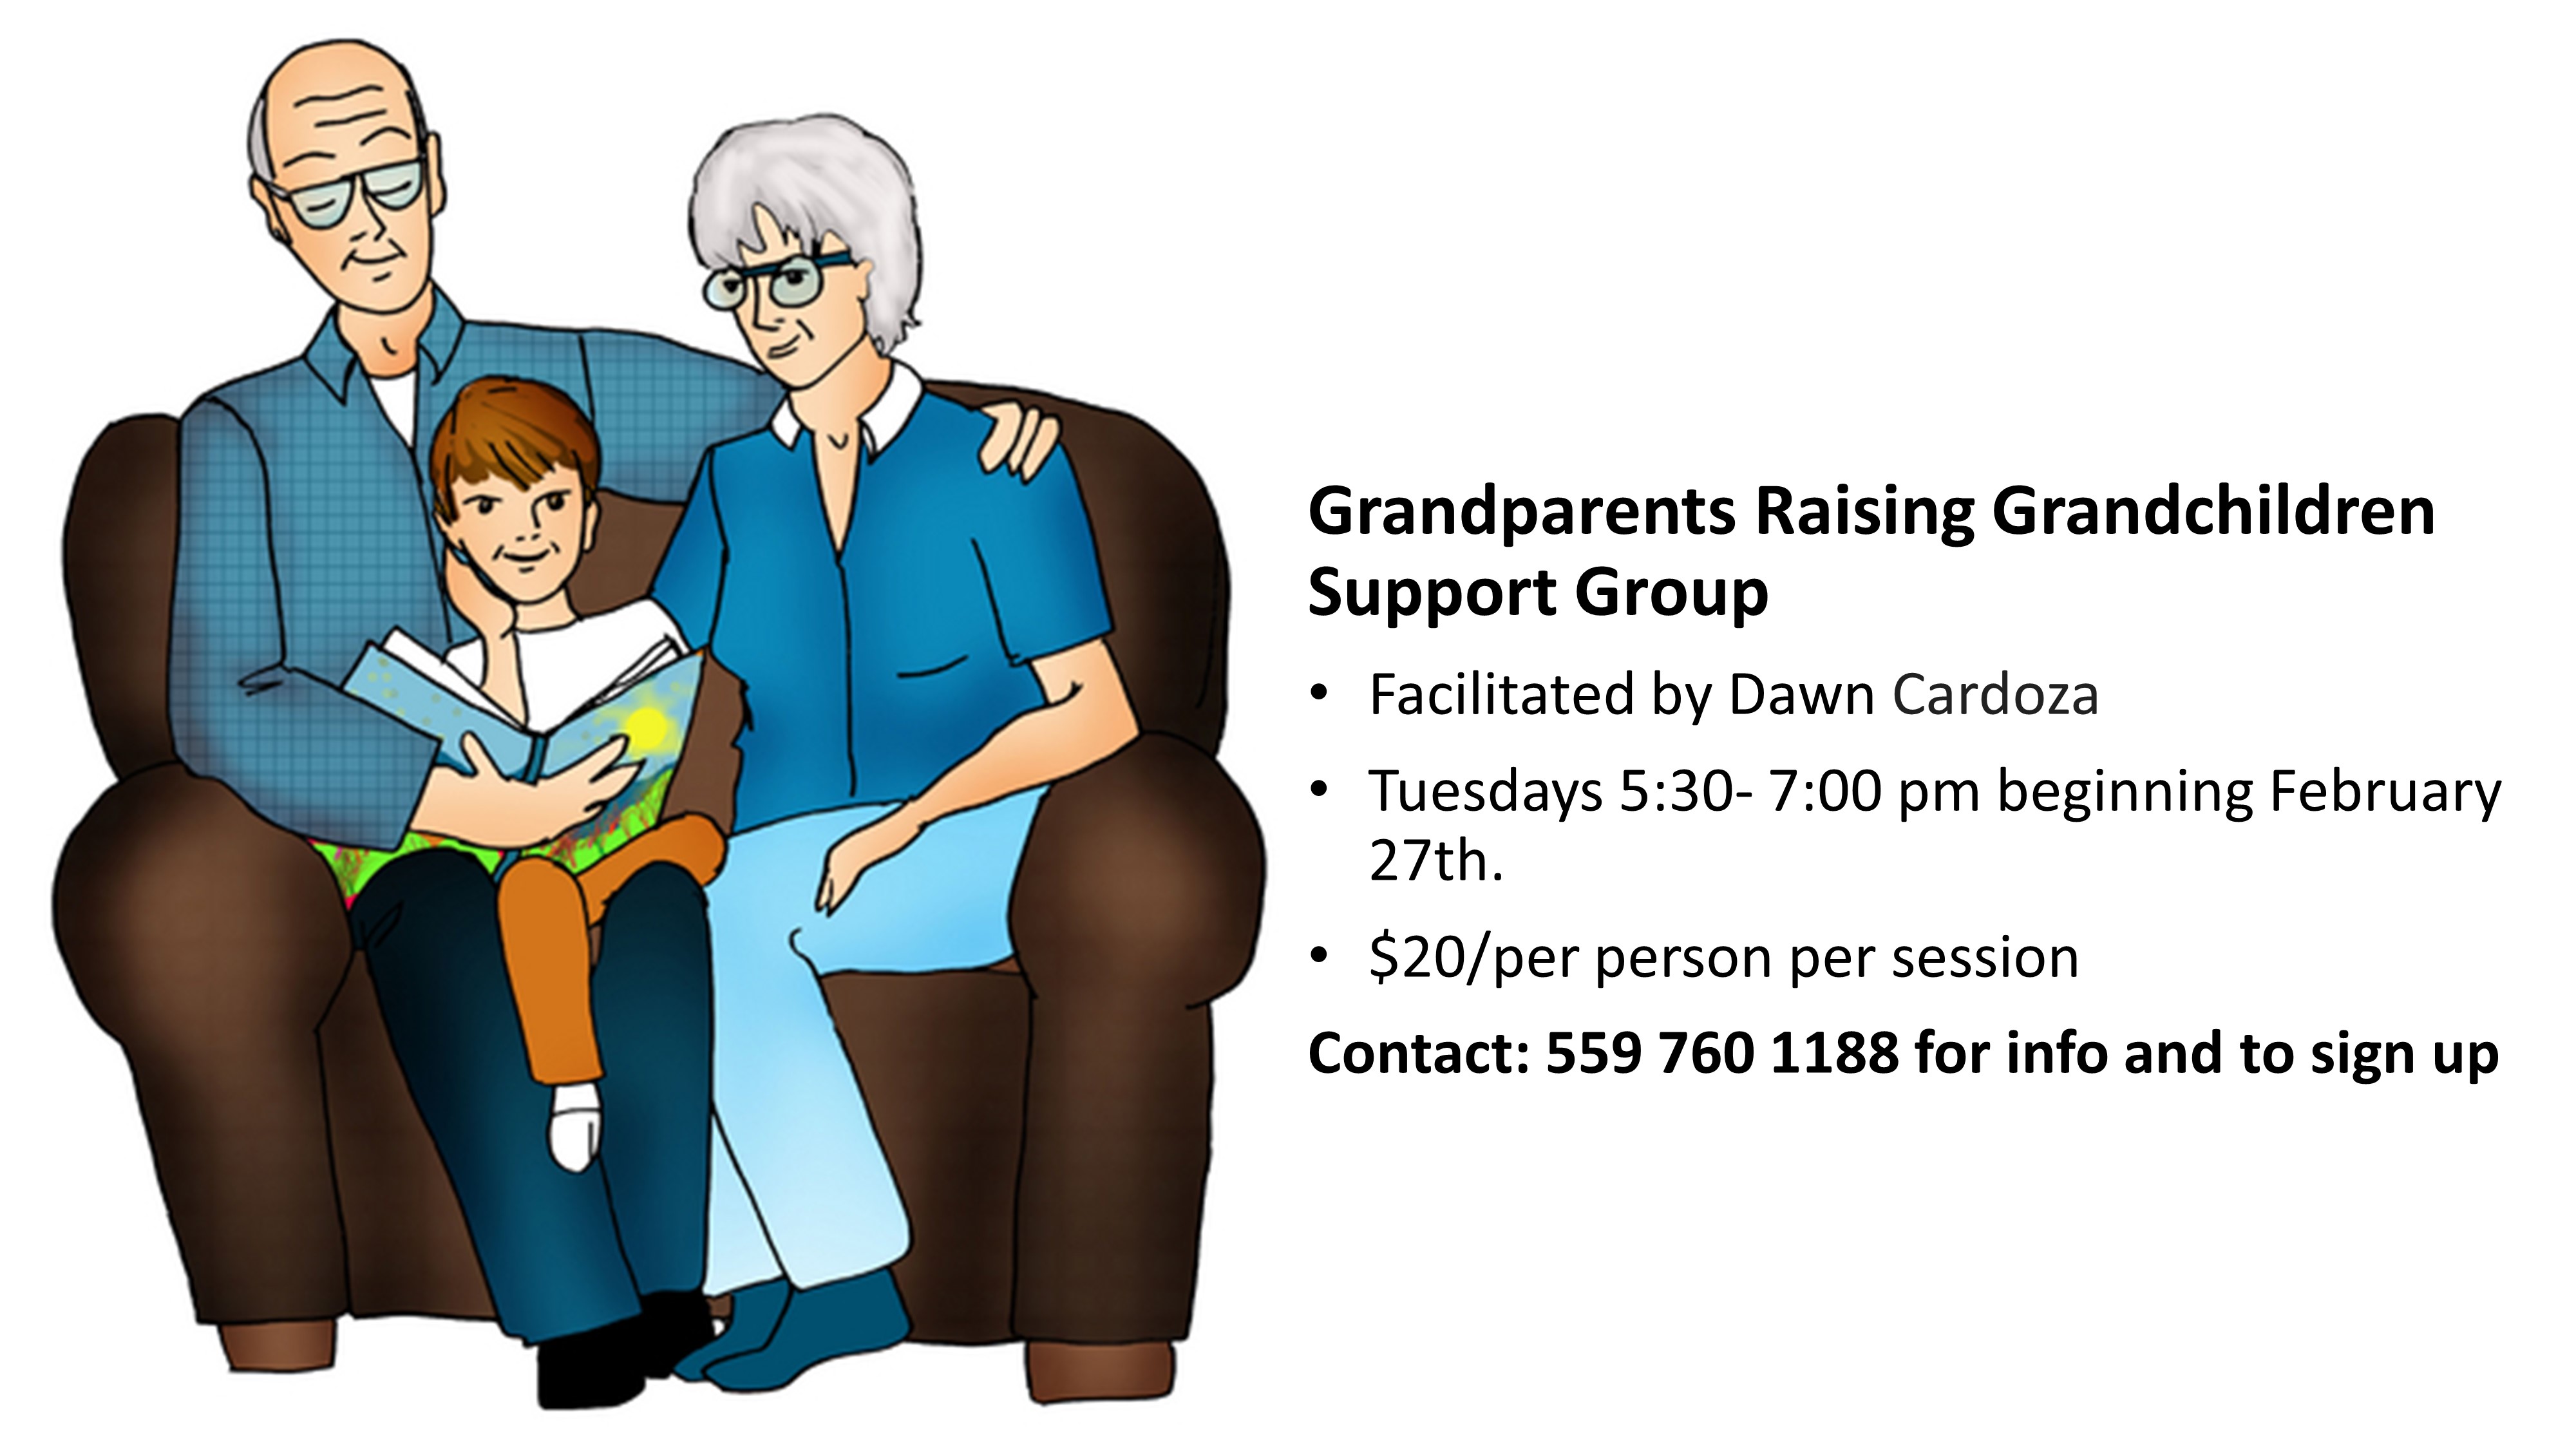 Grandparents Raising Grandchildren
Support Group
• Facilitated by Dawn Cardoza
• Tuesdays 5:30- 7:00 pm beginning February
27th.
• $20/per person per session
Contact: 559 760 1188 for info and to sign up